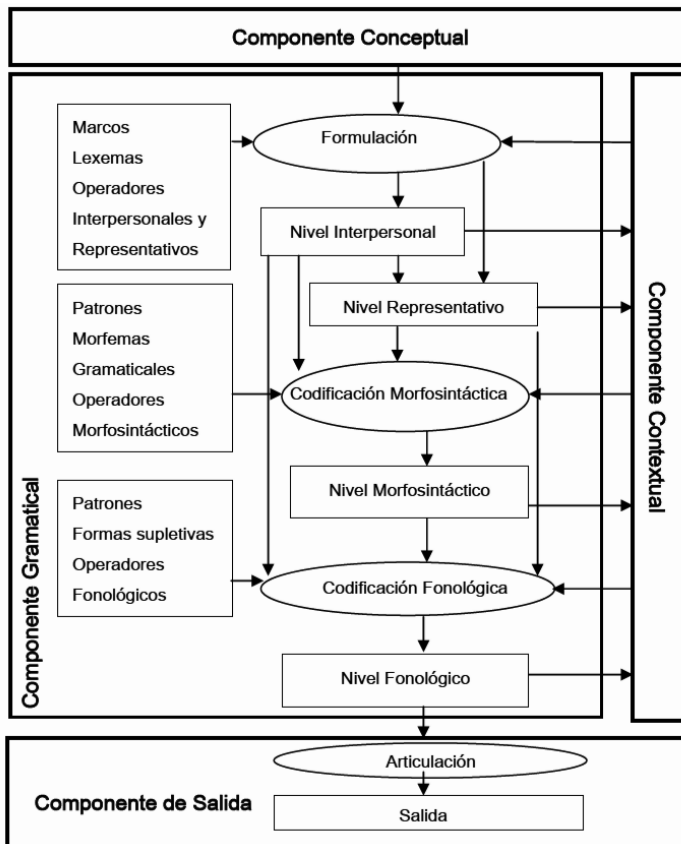 Componente Conceptual
Marcos
Lexemas
Operadores
Interpersonales y
Representativos
Formulación
Nivel Interpersonal
Nivel Representativo
Patrones
Morfemas
Gramaticales
Operadores
Morfosintácticos
Codificación Morfosintáctica
Nivel Morfosintáctico
Patrones
Formas supletivas
Operadores
Fonológicos
Codificación Fonológica
Nivel Fonológico
Componente Gramatical
Componente Contextual
Articulación
Componente de Salida
Salida